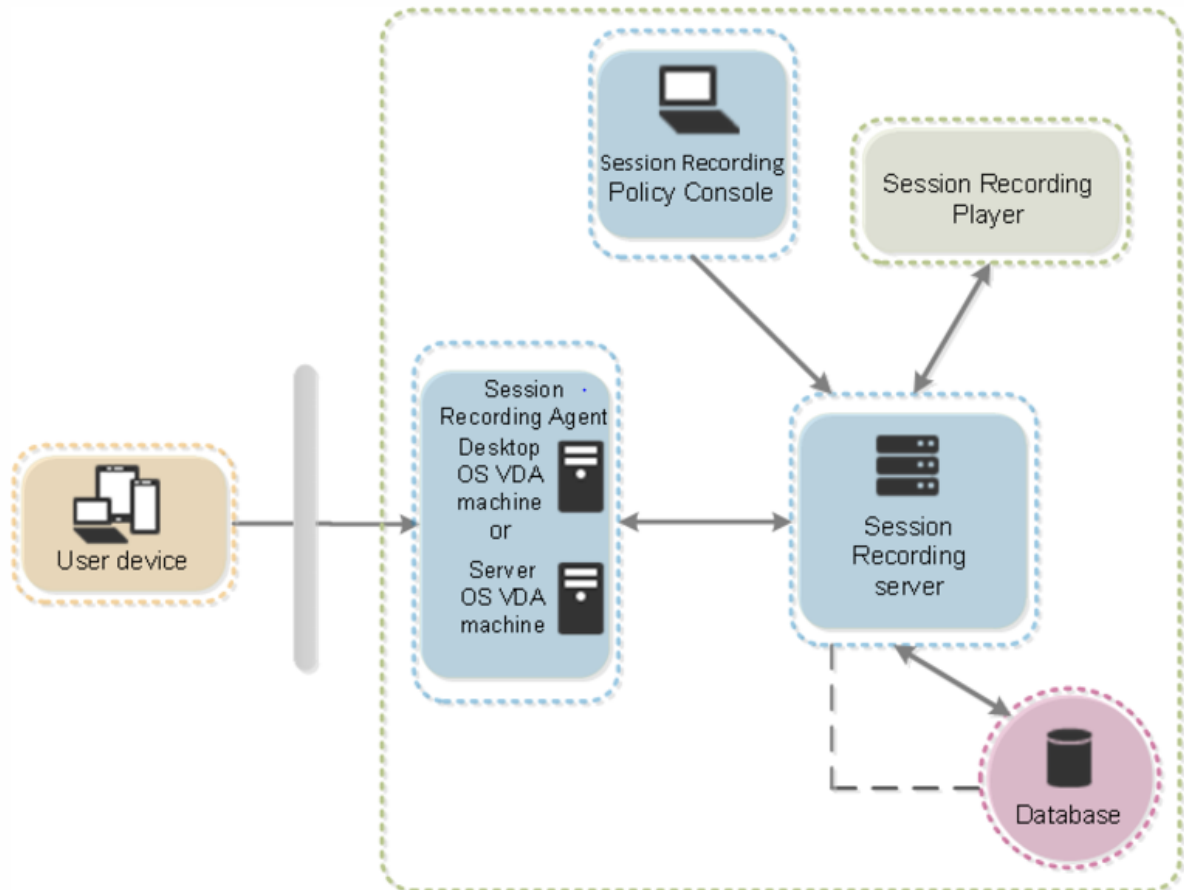 Session Recording
Policy Console
Session Recording
Player
Session
Recording Agent
Desktop
OS VDA
machine
or
Server
OS VDA
machine
User device
Session
Recording
server
Database